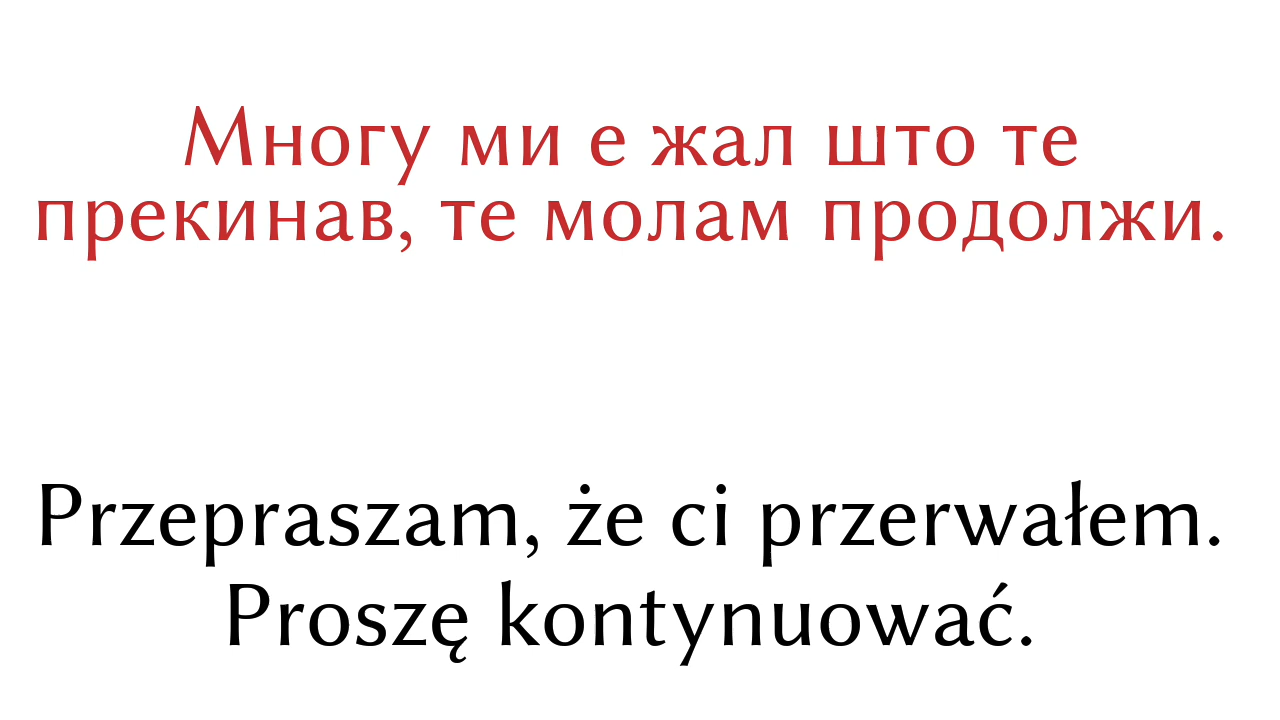 Многу ми е жал што те
прекинав, те молам продолжи.
Przepraszam, że ci przerwałem.
Proszę kontynuować.